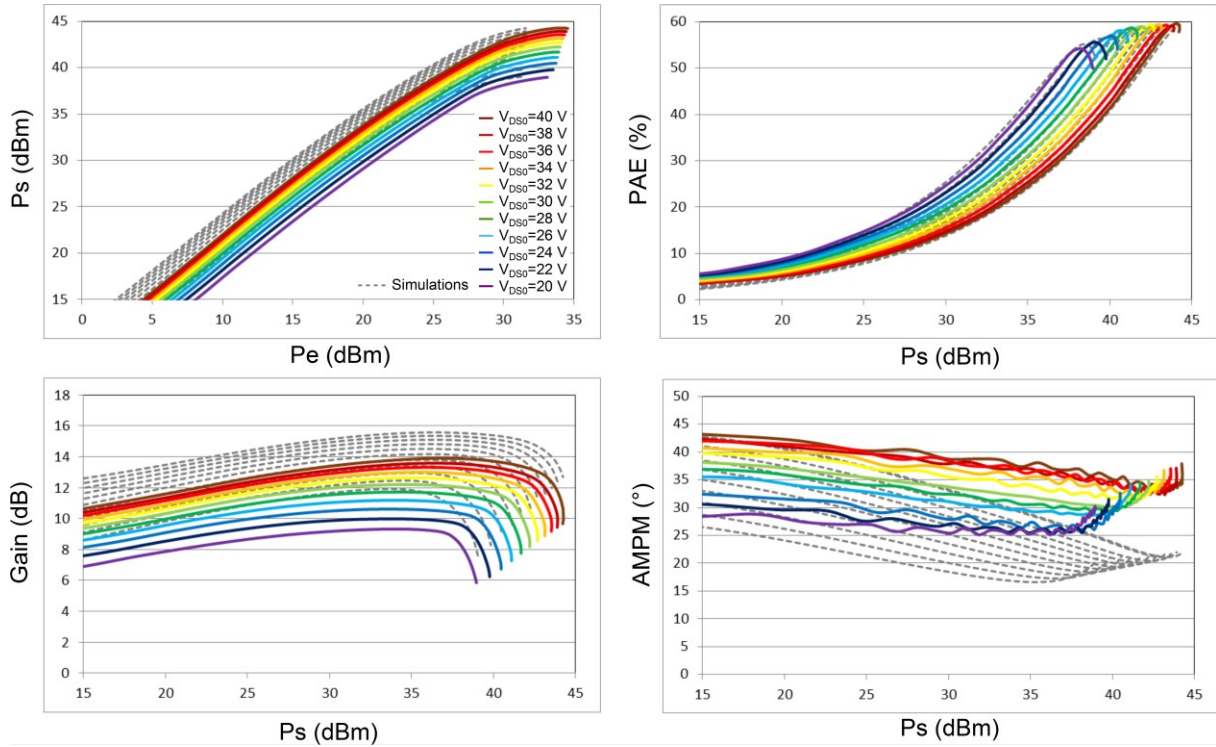 45
40
35
30
25
20
15
Ps (dBm)
V_DS0=40 V
V_DS0=38 V
V_DS0=36 V
V_DS0=34 V
V_DS0=32 V
V_DS0=30 V
V_DS0=28 V
V_DS0=26 V
V_DS0=24 V
V_DS0=22 V
V_DS0=20 V
Simulations
0 5 10 15 20 25 30 35
Pe (dBm)
60
50
40
30
20
10
0
PAE (%)
15 20 25 30 35 40 45
Ps (dBm)
18
16
14
12
10
8
6
4
2
0
Gain (dB)
15 20 25 30 35 40 45
Ps (dBm)
50
45
40
35
30
25
20
15
10
5
0
AMPM (°)
15 20 25 30 35 40 45
Ps (dBm)